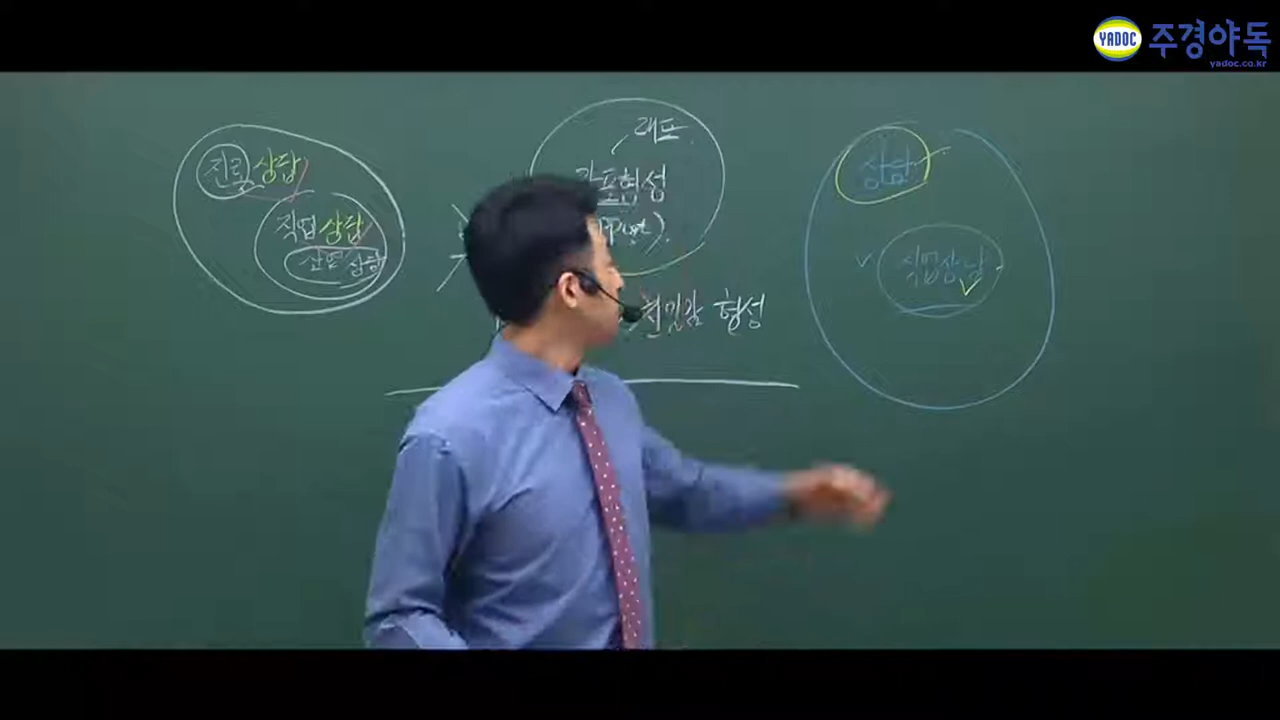 YADOC 주경야독
yadoc.co.kr
진로상담
직업상담
산업상담
래포
형성
친밀감 형성
상담
직업상담